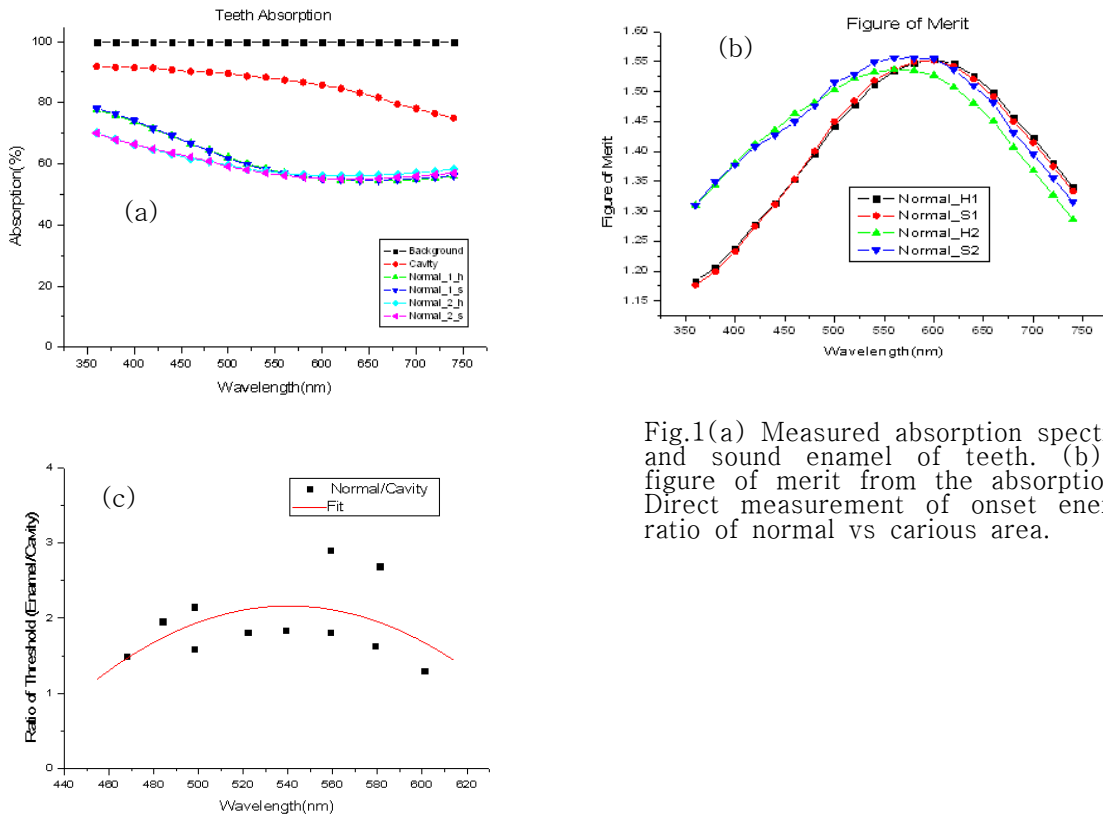 Teeth Absorption
100
80
60
40
20
0
Absorption(%)
(a)
Background
Cavity
Normal_1_h
Normal_1_s
Normal_2_h
Normal_2_s
350 400 450 500 550 600 650 700 750
Wavelength(nm)
Figure of Merit
(b)
1.60
1.55
1.50
1.45
1.40
1.35
1.30
1.25
1.20
1.15
Figure of Merit
Normal_H1
Normal_S1
Normal_H2
Normal_S2
350 400 450 500 550 600 650 700 750
Wavelength(nm)
(c)
4
3
2
1
0
Ratio of Threshold (Enamel/Cavity)
Normal/Cavity
Fit
440 460 480 500 520 540 560 580 600 620
Wavelength(nm)
Fig.1(a) Measured absorption spect
and sound enamel of teeth. (b)
figure of merit from the absorptio
Direct measurement of onset ene
ratio of normal vs carious area.